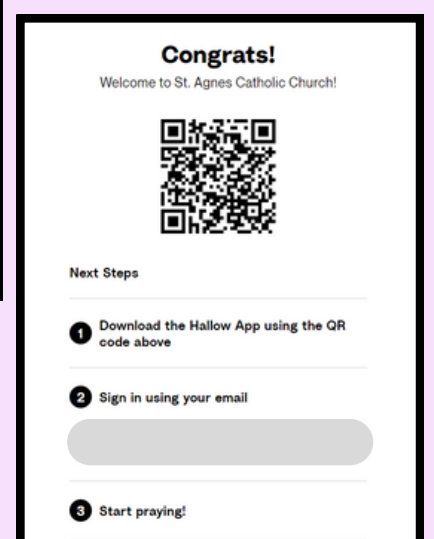 Congrats!
Welcome to St. Agnes Catholic Church!
Next Steps
1 Download the Hallow App using the QR
code above
2 Sign in using your email
3 Start praying!